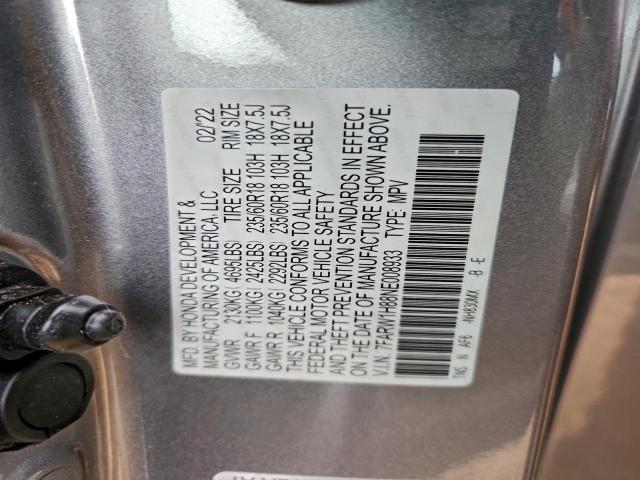 MFD. BY HONDA DEVELOPMENT &
MANUFACTURING OF AMERICA, LLC 02/'22
GVWR 2130KG( 4695LBS) TIRE SIZE RIM SIZE
GAWR F 1100KG( 2425LBS) 235/60R18 103H 18X7.5J
GAWR R 1040KG( 2292LBS) 235/60R18 103H 18X7.5J
THIS VEHICLE CONFORMS TO ALL APPLICABLE
FEDERAL MOTOR VEHICLE SAFETY
AND THEFT PREVENTION STANDARDS IN EFFECT
ON THE DATE OF MANUFACTURE SHOWN ABOVE.
V.I.N. 7FARW1H88NE008933 TYPE: MPV
TNS N AF6 -NH830MX -B -E